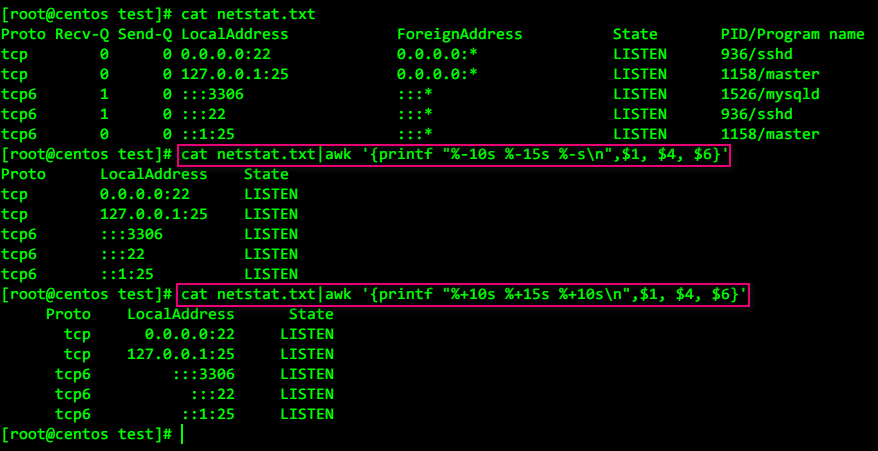 [root@centos test]# cat netstat.txt
Proto Recv-Q Send-Q LocalAddress ForeignAddress State PID/Program name
tcp 0 0 0.0.0.0:22 0.0.0.0:* LISTEN 936/sshd
tcp 0 0 127.0.0.1:25 0.0.0.0:* LISTEN 1158/master
tcp6 1 0 :::3306 :::* LISTEN 1526/mysqld
tcp6 1 0 :::22 :::* LISTEN 936/sshd
tcp6 0 0 ::1:25 :::* LISTEN 1158/master
[root@centos test]# cat netstat.txt|awk '{printf "%-10s %-15s %-s\n",$1, $4, $6}'
Proto LocalAddress State
tcp 0.0.0.0:22 LISTEN
tcp 127.0.0.1:25 LISTEN
tcp6 :::3306 LISTEN
tcp6 :::22 LISTEN
tcp6 ::1:25 LISTEN
[root@centos test]# cat netstat.txt|awk '{printf "%+10s %+15s %+10s\n",$1, $4, $6}'
Proto LocalAddress State
tcp 0.0.0.0:22 LISTEN
tcp 127.0.0.1:25 LISTEN
tcp6 :::3306 LISTEN
tcp6 :::22 LISTEN
tcp6 ::1:25 LISTEN
[root@centos test]#